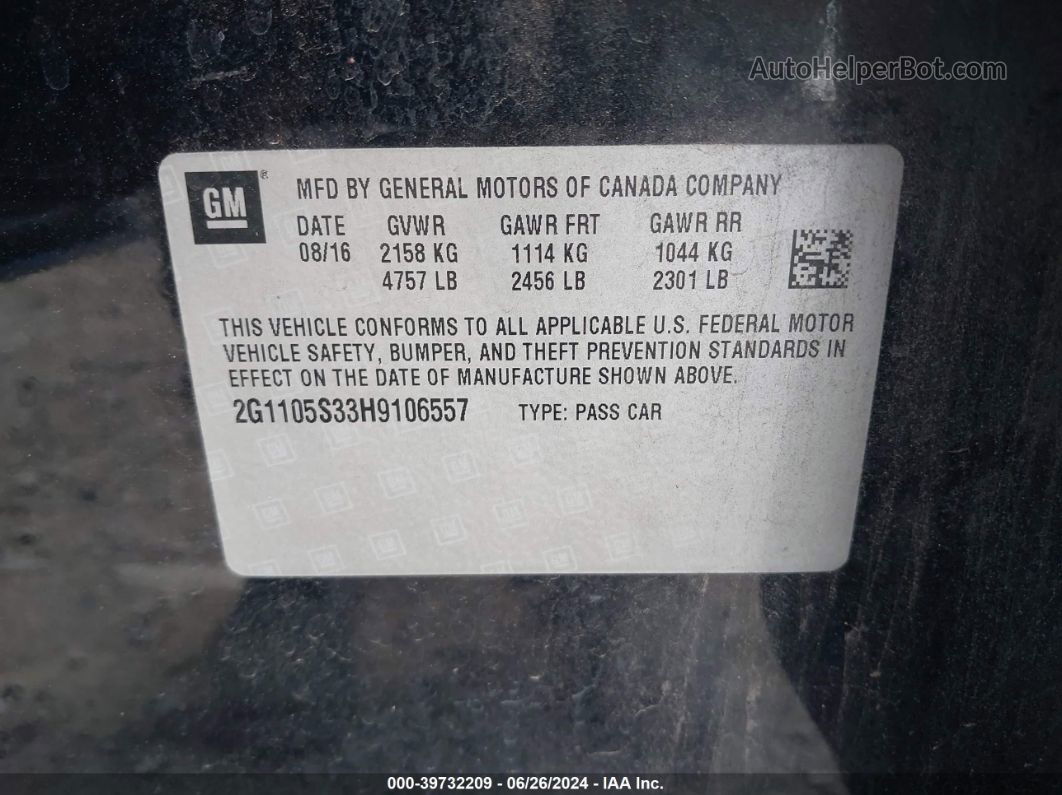 AutoHelperBot.com
GM ® MFD BY GENERAL MOTORS OF CANADA COMPANY
DATE GVWR GAWR FRT GAWR RR
08/16 2158 KG 1114 KG 1044 KG
4757 LB 2456 LB 2301 LB
THIS VEHICLE CONFORMS TO ALL APPLICABLE U.S. FEDERAL MOTOR
VEHICLE SAFETY, BUMPER, AND THEFT PREVENTION STANDARDS IN
EFFECT ON THE DATE OF MANUFACTURE SHOWN ABOVE.
2G1105S33H9106557 TYPE: PASS CAR
000-39732209 - 06/26/2024 - IAA Inc.